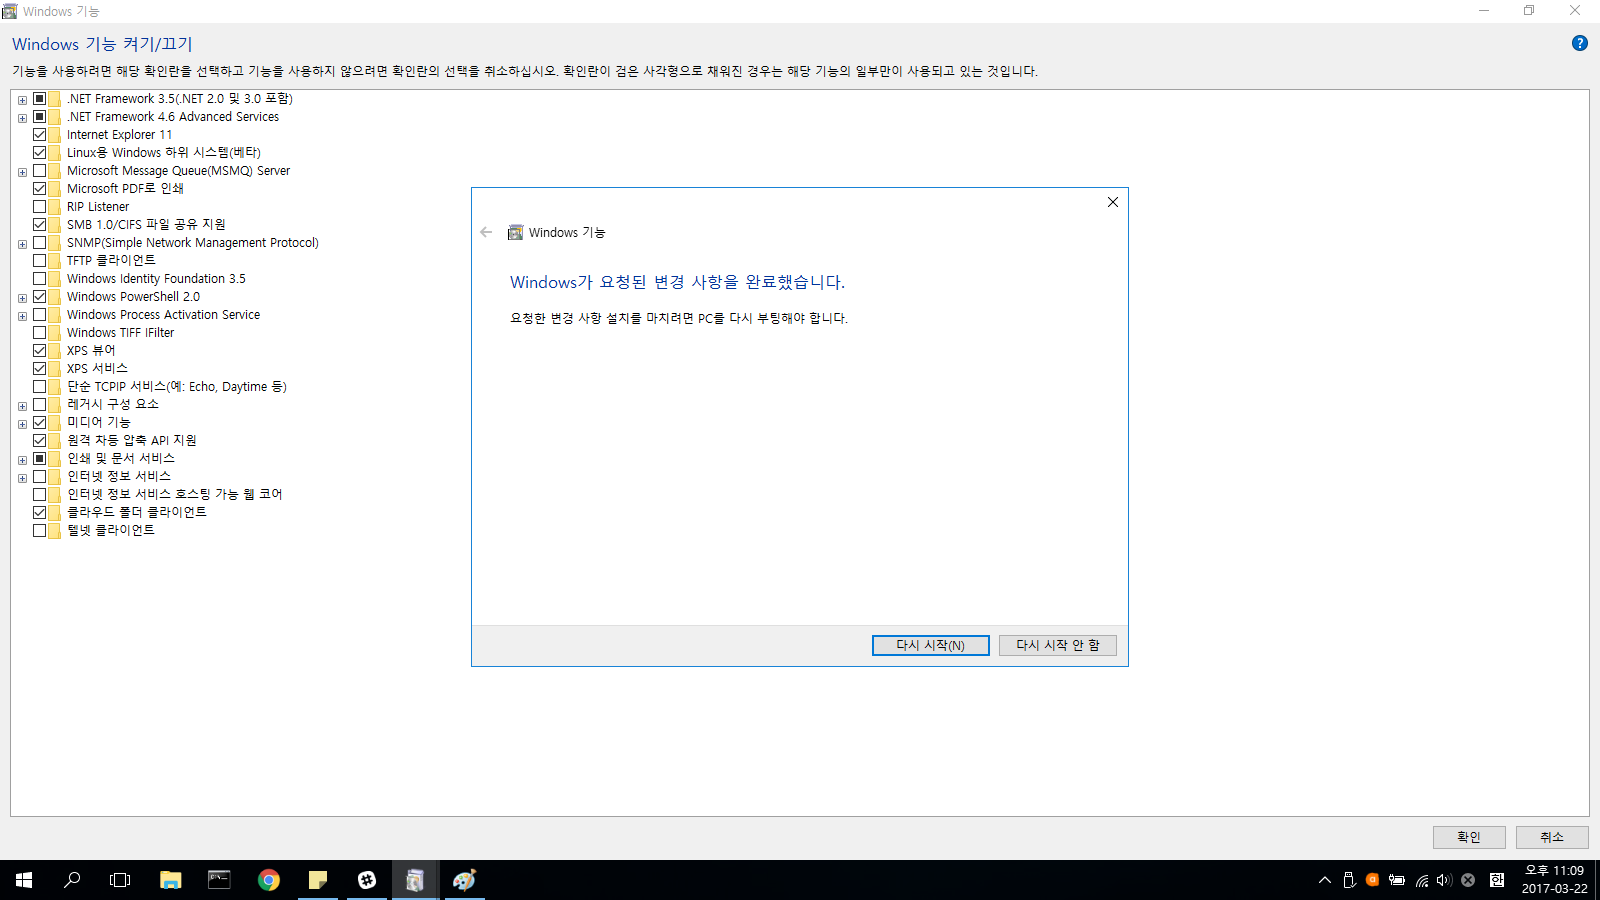 Windows 기능
Windows 기능 켜기/끄기
기능을 사용하려면 해당 확인란을 선택하고 기능을 사용하지 않으려면 확인란의 선택을 취소하십시오. 확인란이 검은 사각형으로 채워진 경우는 해당 기능의 일부만이 사용되고 있는 것입니다.
.NET Framework 3.5(.NET 2.0 및 3.0 포함)
.NET Framework 4.6 Advanced Services
Internet Explorer 11
Linux용 Windows 하위 시스템(베타)
Microsoft Message Queue(MSMQ) Server
Microsoft PDF로 인쇄
RIP Listener
SMB 1.0/CIFS 파일 공유 지원
SNMP(Simple Network Management Protocol)
TFTP 클라이언트
Windows Identity Foundation 3.5
Windows PowerShell 2.0
Windows Process Activation Service
Windows TIFF IFilter
XPS 뷰어
XPS 서비스
단순 TCPIP 서비스(예: Echo, Daytime 등)
레거시 구성 요소
미디어 기능
원격 차등 압축 API 지원
인쇄 및 문서 서비스
인터넷 정보 서비스
인터넷 정보 서비스 호스팅 가능 웹 코어
클라우드 폴더 클라이언트
텔넷 클라이언트
Windows 기능
Windows가 요청된 변경 사항을 완료했습니다.
요청한 변경 사항 설치를 마치려면 PC를 다시 부팅해야 합니다.
다시 시작(N)
다시 시작 안 함
확인
취소
한
오후 11:09
2017-03-22